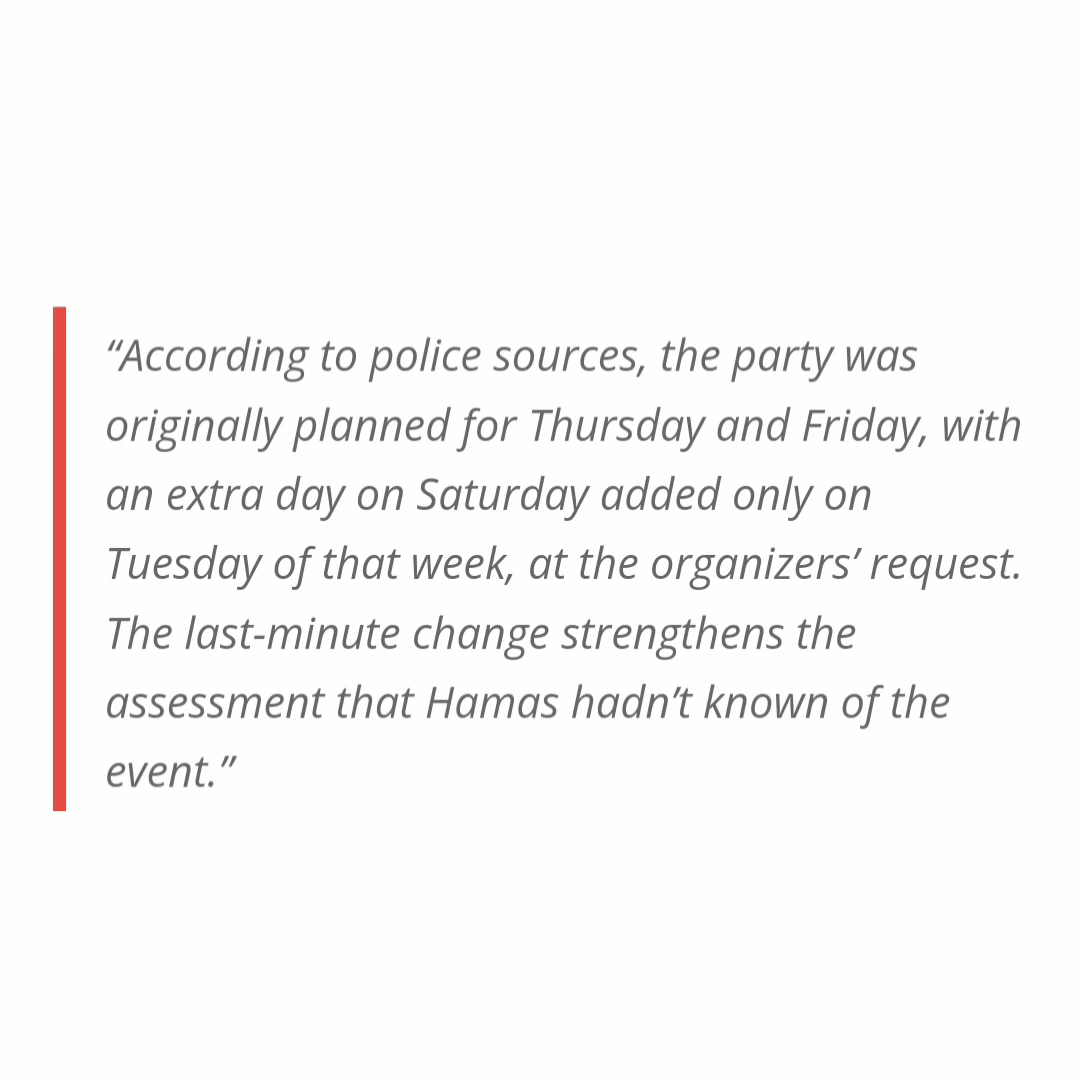 “According to police sources, the party was
originally planned for Thursday and Friday, with
an extra day on Saturday added only on
Tuesday of that week, at the organizers’ request.
The last-minute change strengthens the
assessment that Hamas hadn’t known of the
event.”